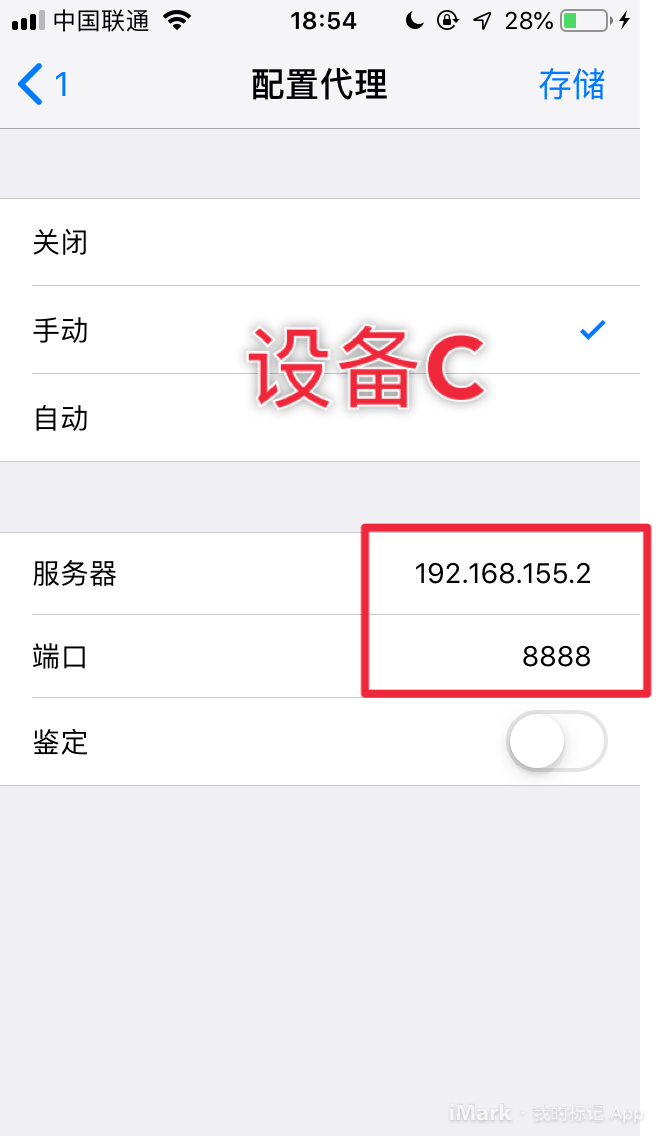 中国联通 18:54 28%
1 配置代理 存储
关闭
手动
设备C
自动
服务器 192.168.155.2
端口 8888
鉴定
iMark · 我的标记 App